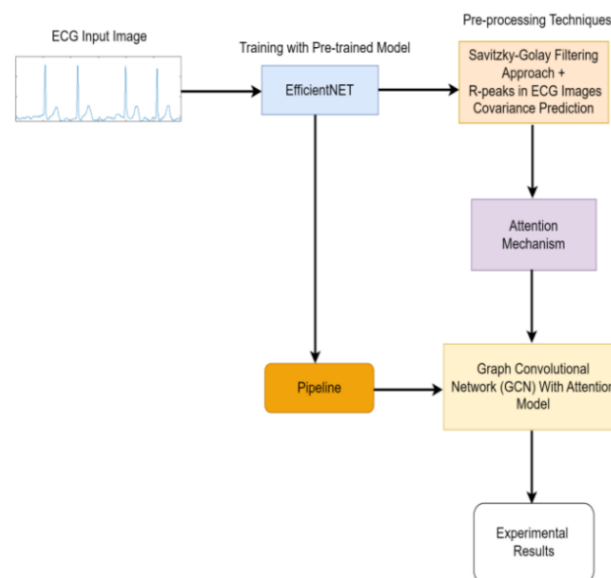 ECG Input Image
Training with Pre-trained Model
EfficientNET
Pre-processing Techniques
Savitzky-Golay Filtering
Approach +
R-peaks in ECG Images
Covariance Prediction
Attention
Mechanism
Pipeline
Graph Convolutional
Network (GCN) With Attention
Model
Experimental
Results